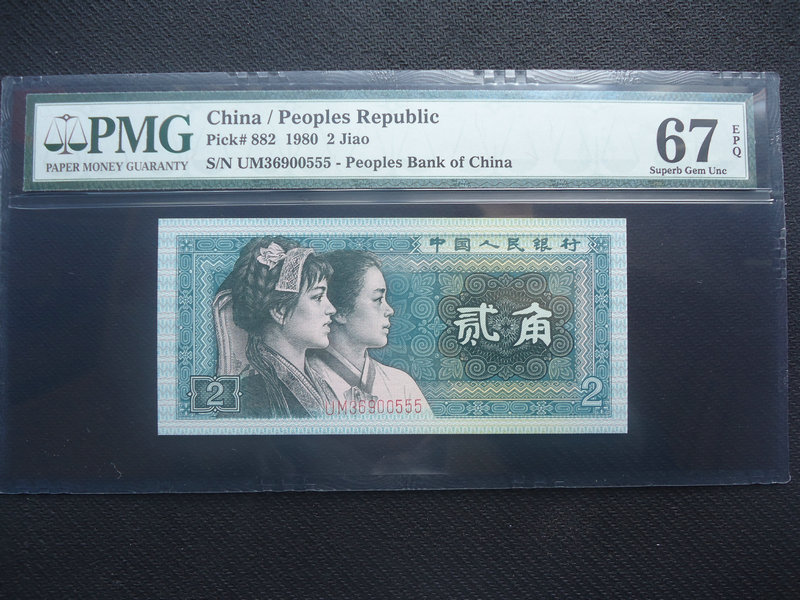 PMG
PAPER MONEY GUARANTY
China / Peoples Republic
Pick# 882 1980 2 Jiao
S/N UM36900555 - Peoples Bank of China
67
EPQ
Superb Gem Unc
中国人民银行
贰角
2
2
UM36900555